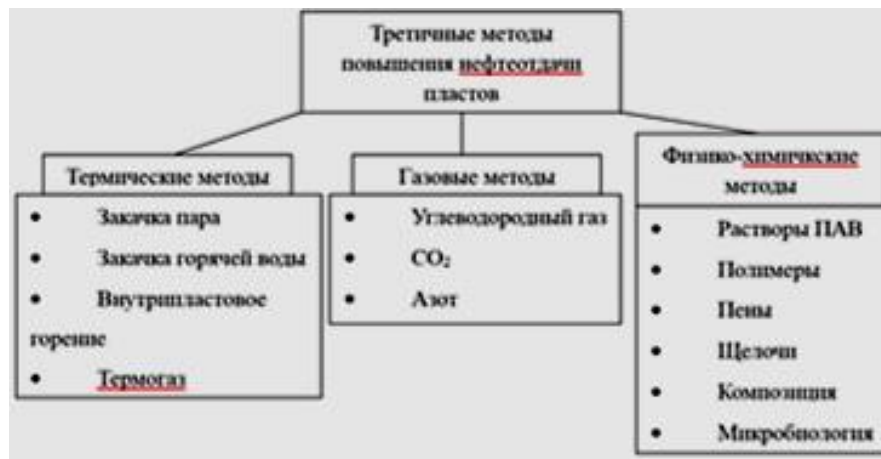 Третичные методы
повышения нефтеотдачи
пластов
Термические методы
• Закачка пара
• Закачка горячей воды
• Внутрипластовое
горение
• Термогаз
Газовые методы
• Углеводородный газ
• CO₂
• Азот
Физико-химичкские
методы
• Растворы ПАВ
• Полимеры
• Пены
• Щелочи
• Композиция
• Микробиология